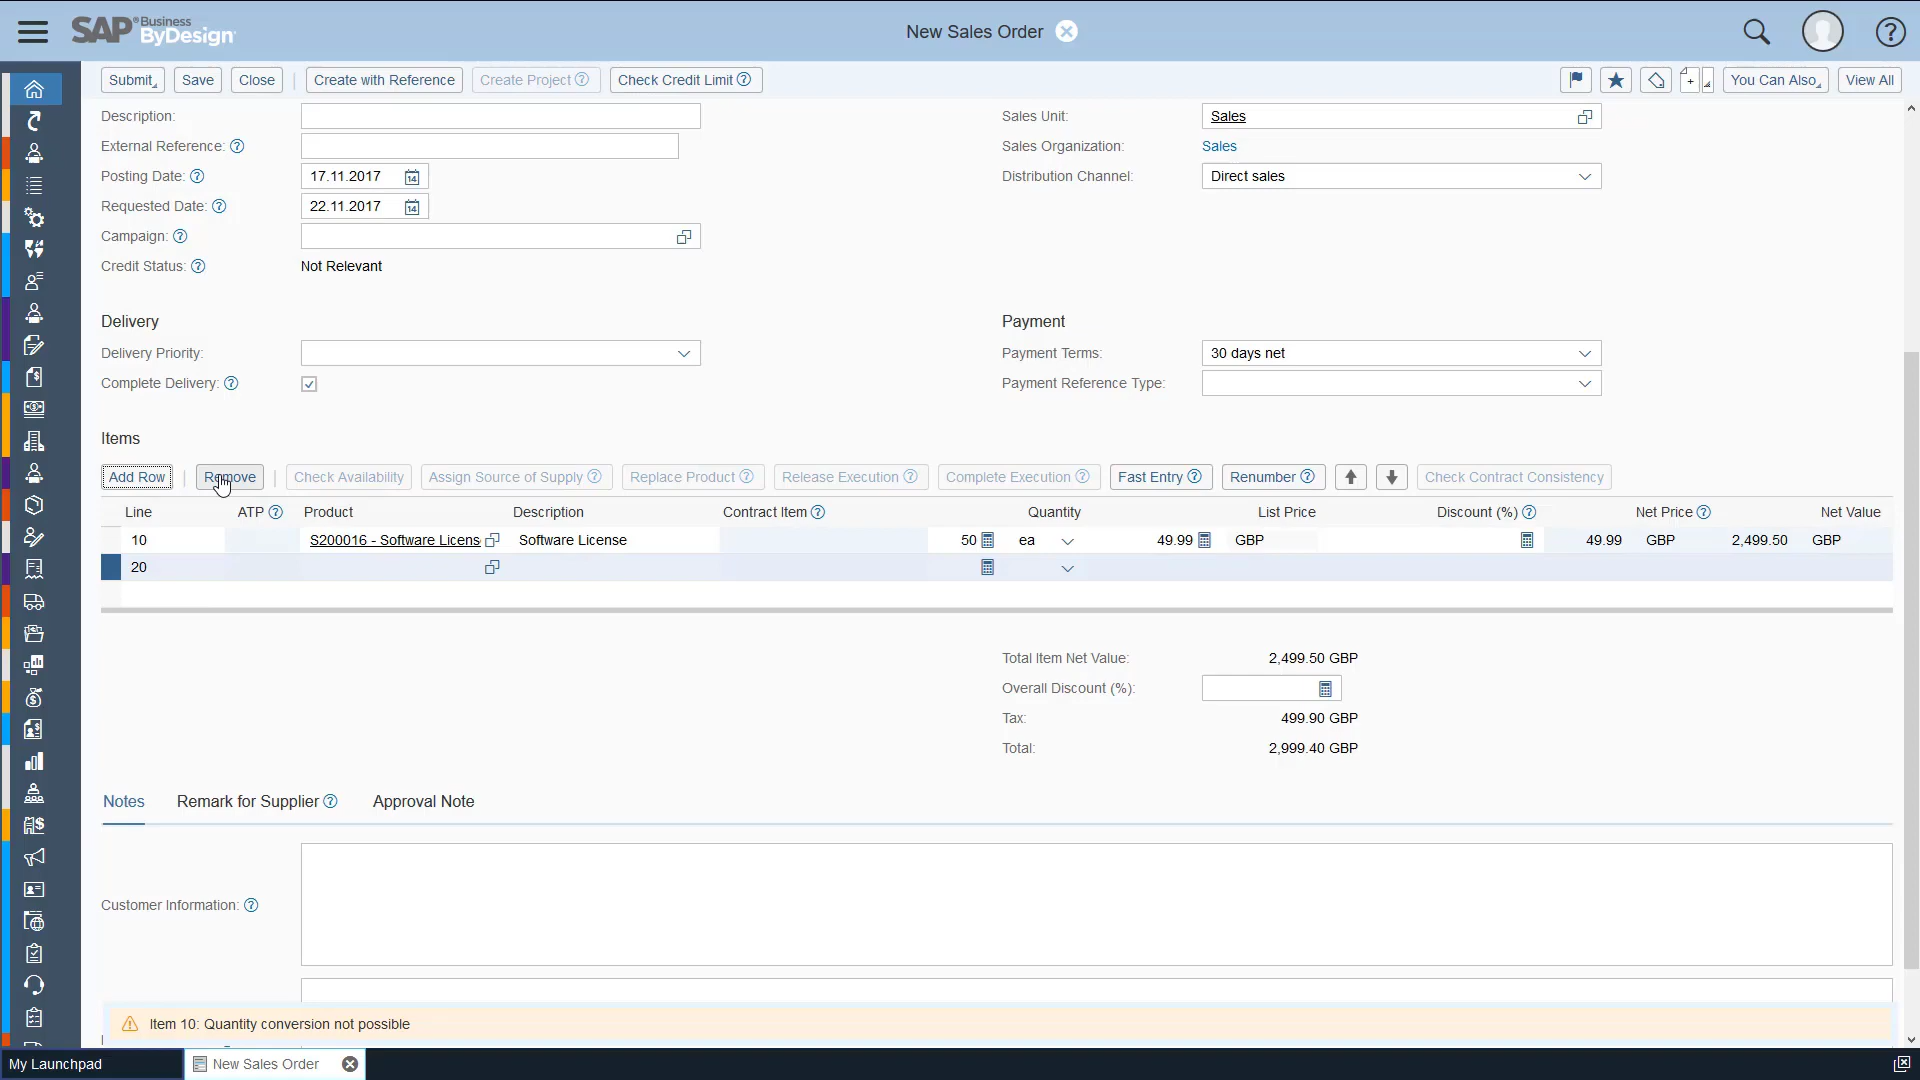 SAP Business ByDesign
New Sales Order
Submit Save Close Create with Reference Create Project Check Credit Limit You Can Also View All
Description: Sales Unit: Sales
External Reference: Sales Organization: Sales
Posting Date: 17.11.2017 Distribution Channel: Direct sales
Requested Date: 22.11.2017
Campaign:
Credit Status: Not Relevant
Delivery Payment
Delivery Priority: Payment Terms: 30 days net
Complete Delivery: Payment Reference Type:
Items
Add Row Remove Check Availability Assign Source of Supply Replace Product Release Execution Complete Execution Fast Entry Renumber Check Contract Consistency
Line ATP Product Description Contract Item Quantity List Price Discount (%) Net Price Net Value
10 S200016 - Software Licens Software License 50 ea 49.99 GBP 49.99 GBP 2,499.50 GBP
20
Total Item Net Value: 2,499.50 GBP
Overall Discount (%):
Tax: 499.90 GBP
Total: 2,999.40 GBP
Notes Remark for Supplier Approval Note
Customer Information:
Item 10: Quantity conversion not possible
My Launchpad New Sales Order